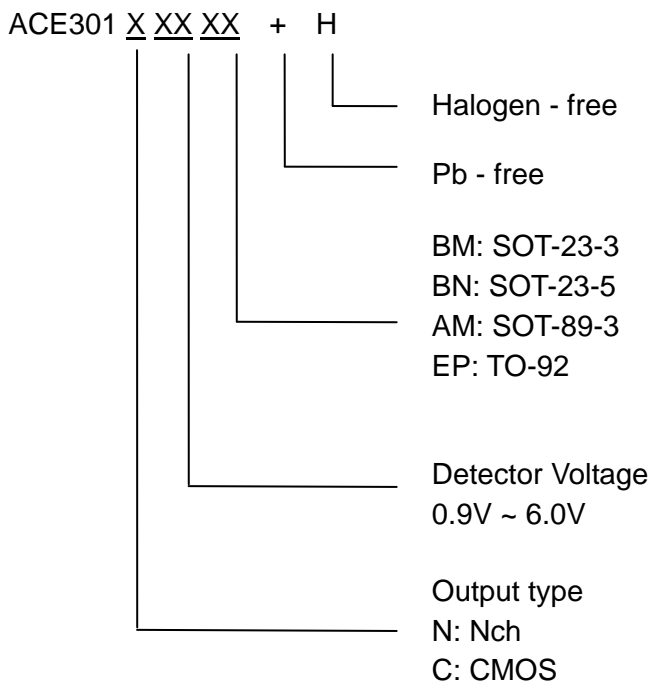 ACE301 X XX XX + H
Halogen - free
Pb - free
BM: SOT-23-3
BN: SOT-23-5
AM: SOT-89-3
EP: TO-92
Detector Voltage
0.9V ~ 6.0V
Output type
N: Nch
C: CMOS